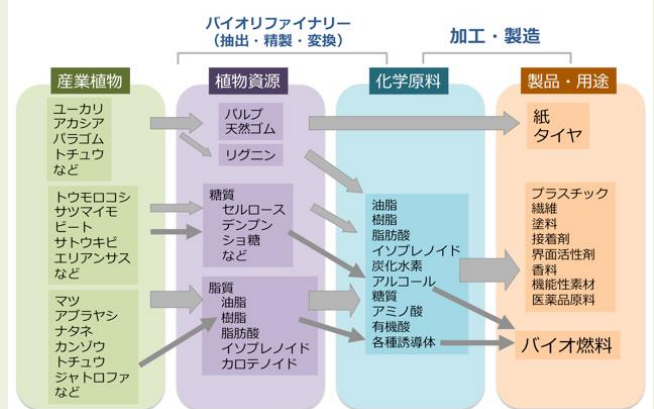 バイオリファイナリー
（抽出・精製・変換）
加工・製造
産業植物
ユーカリ
アカシア
パラゴム
トチュウ
など
トウモロコシ
サツマイモ
ビート
サトウキビ
エリアンサス
など
マツ
アブラヤシ
ナタネ
カンゾウ
トチュウ
ジャトロファ
など
植物資源
パルプ
天然ゴム
リグニン
糖質
セルロース
デンプン
ショ糖
など
脂質
油脂
樹脂
脂肪酸
イソプレノイド
カロテノイド
化学原料
油脂
樹脂
脂肪酸
イソプレノイド
炭化水素
アルコール
糖質
アミノ酸
有機酸
各種誘導体
製品・用途
紙
タイヤ
プラスチック
繊維
塗料
接着剤
界面活性剤
香料
機能性素材
医薬品原料
バイオ燃料